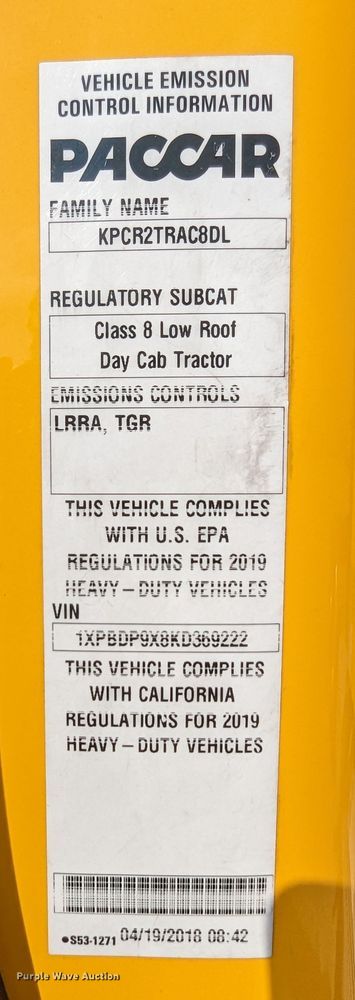 VEHICLE EMISSION
CONTROL INFORMATION
PACCAR
FAMILY NAME
KPCR2TRAC8DL
REGULATORY SUBCAT
Class 8 Low Roof
Day Cab Tractor
EMISSIONS CONTROLS
LRRA, TGR
THIS VEHICLE COMPLIES
WITH U.S. EPA
REGULATIONS FOR 2019
HEAVY – DUTY VEHICLES
VIN
1XPBDP9X8KD369222
THIS VEHICLE COMPLIES
WITH CALIFORNIA
REGULATIONS FOR 2019
HEAVY – DUTY VEHICLES
●S53-1271 04/19/2018 08:42
Purple Wave Auction